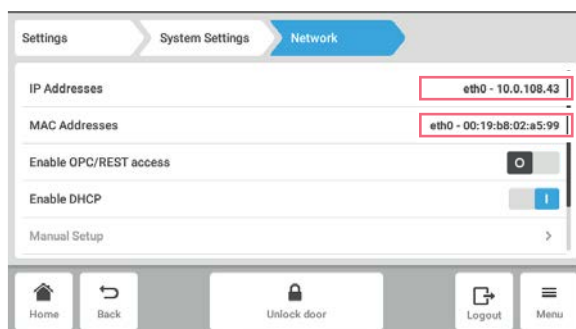 Settings System Settings Network
IP Addresses eth0 - 10.0.108.43
MAC Addresses eth0 - 00:19:b8:02:a5:99
Enable OPC/REST access O
Enable DHCP I
Manual Setup >
Home Back Unlock door Logout Menu